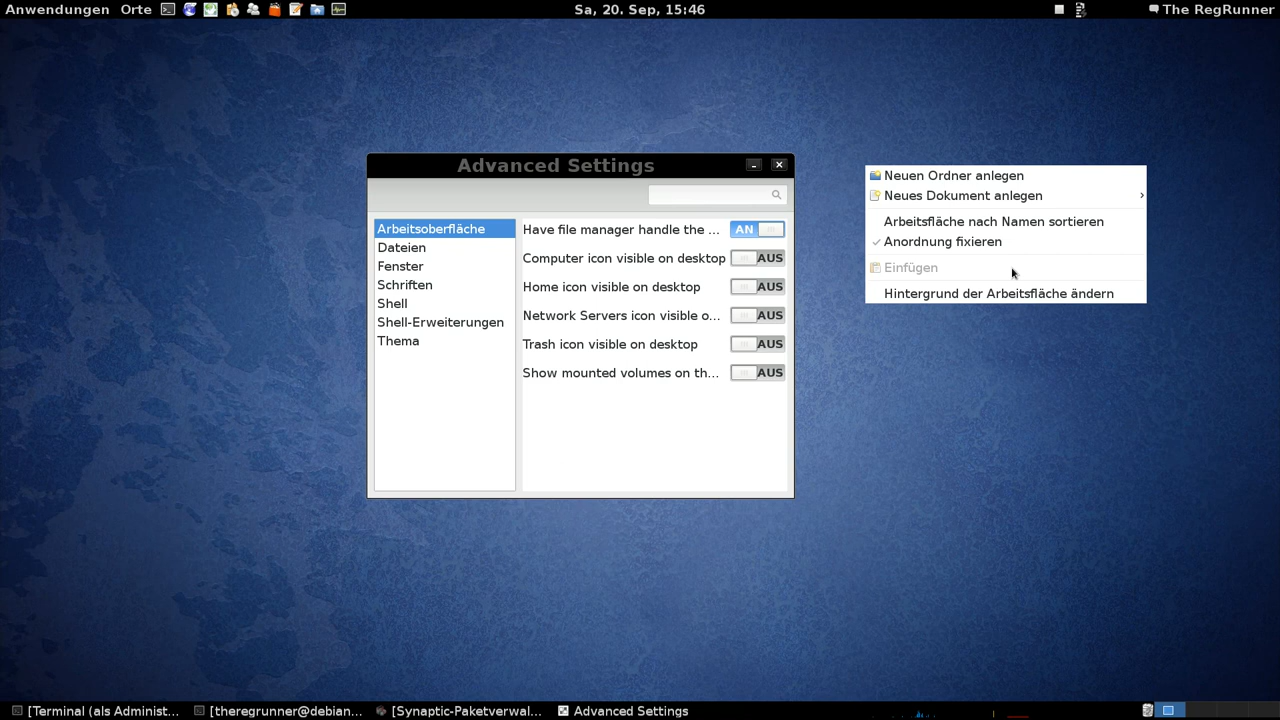 Anwendungen Orte Sa, 20. Sep, 15:46 The RegRunner
Advanced Settings
Arbeitsoberfläche
Dateien
Fenster
Schriften
Shell
Shell-Erweiterungen
Thema
Have file manager handle the ... AN
Computer icon visible on desktop AUS
Home icon visible on desktop AUS
Network Servers icon visible o... AUS
Trash icon visible on desktop AUS
Show mounted volumes on th... AUS
Neuen Ordner anlegen
Neues Dokument anlegen
Arbeitsfläche nach Namen sortieren
Anordnung fixieren
Einfügen
Hintergrund der Arbeitsfläche ändern
[Terminal (als Administ... [theregrunner@debian... [Synaptic-Paketverwal... Advanced Settings